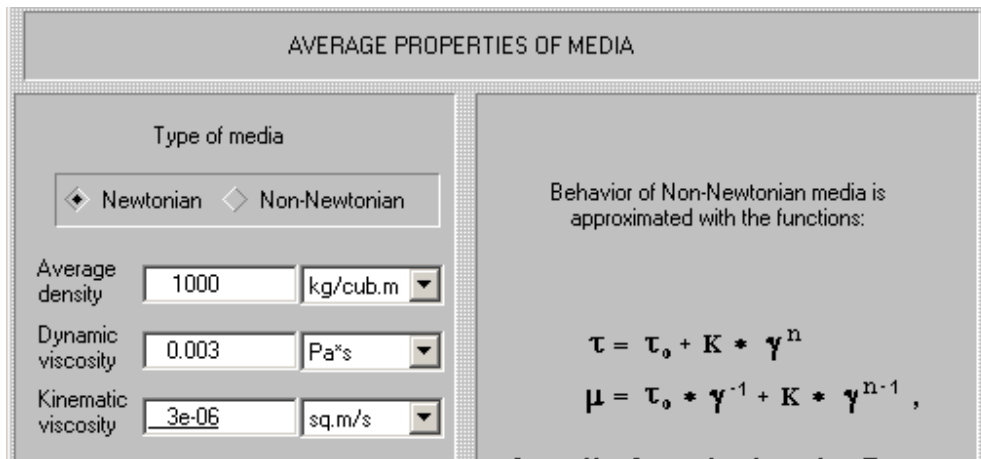 AVERAGE PROPERTIES OF MEDIA
Type of media
Newtonian Non-Newtonian
Average
density
1000 kg/cub.m
Dynamic
viscosity
0.003 Pa*s
Kinematic
viscosity
3e-06 sq.m/s
Behavior of Non-Newtonian media is
approximated with the functions:
τ = τ₀ + K * γⁿ
μ = τ₀ * γ⁻¹ + K * γⁿ⁻¹ ,